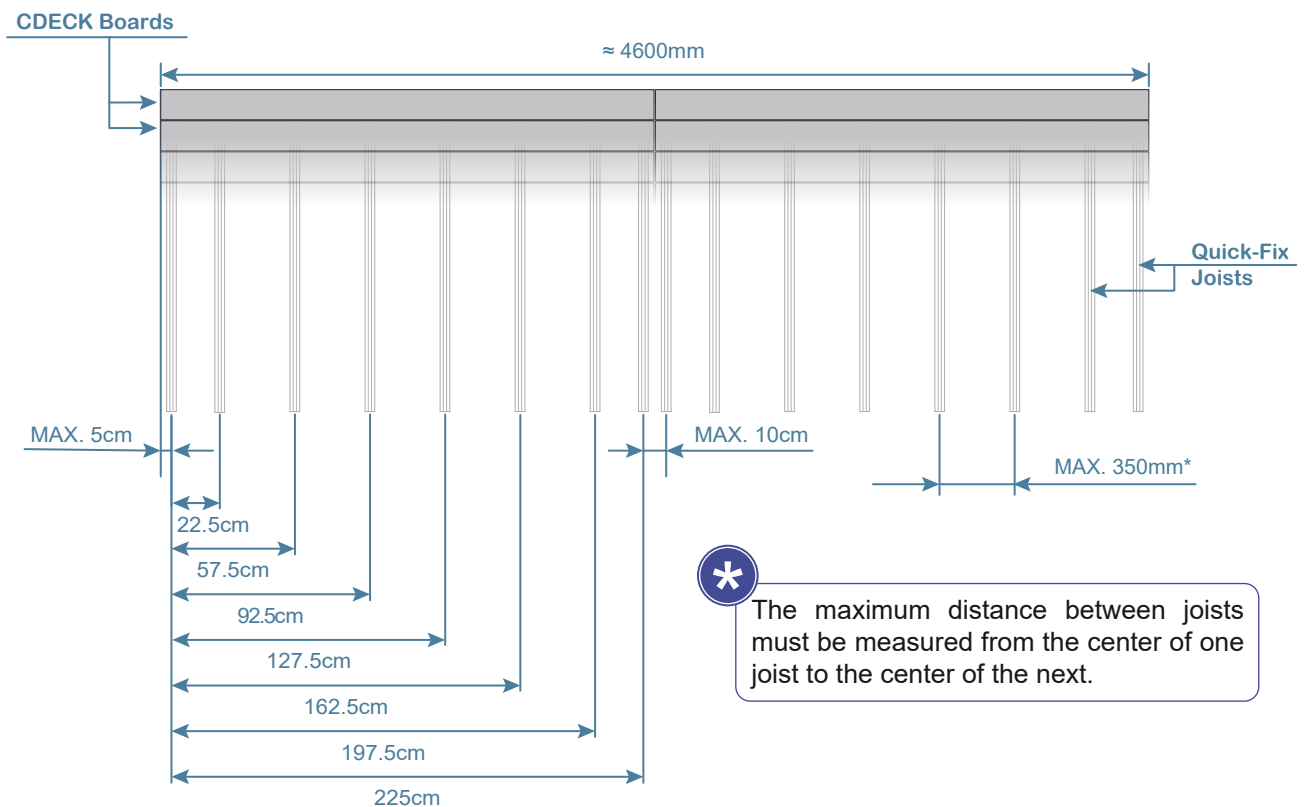 CDECK Boards
≈ 4600mm
Quick-Fix
Joists
MAX. 5cm
MAX. 10cm
MAX. 350mm*
22.5cm
57.5cm
92.5cm
127.5cm
162.5cm
197.5cm
225cm
*
The maximum distance between joists
must be measured from the center of one
joist to the center of the next.